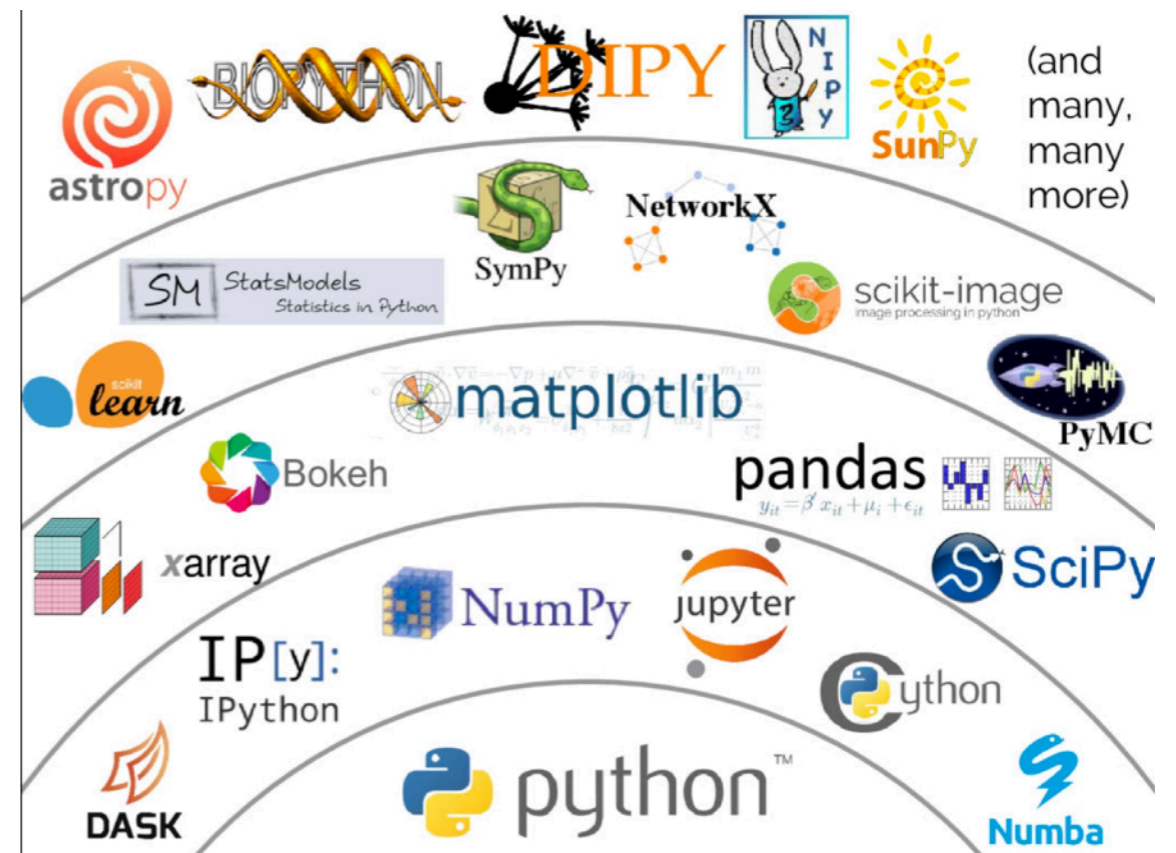 BIOPYTHON
DIPY
N
I
P
Y
(and
many,
many
more)
SunPy
astropy
NetworkX
SymPy
SM StatsModels
Statistics in Python
scikit-image
image processing in python
scikit
learn
matplotlib
PyMC
Bokeh
pandas
y_it = β' x_it + μ_i + ϵ_it
xarray
SciPy
NumPy
jupyter
IP[y]:
IPython
Cython
DASK
python™
Numba